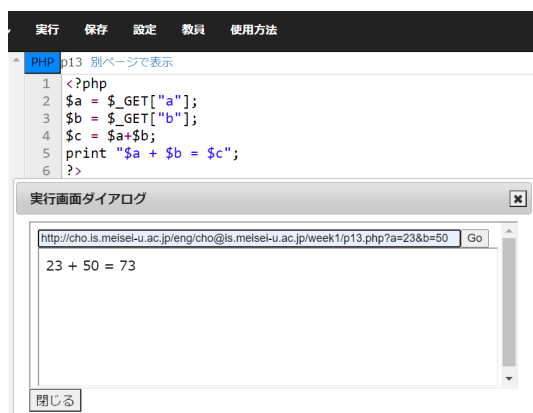 実行 保存 設定 教員 使用方法
PHP p13 別ページで表示
1 <?php
2 $a = $_GET["a"];
3 $b = $_GET["b"];
4 $c = $a+$b;
5 print "$a + $b = $c";
6 ?>
実行画面ダイアログ
http://cho.is.meisei-u.ac.jp/eng/cho@is.meisei-u.ac.jp/week1/p13.php?a=23&b=50 Go
23 + 50 = 73
閉じる